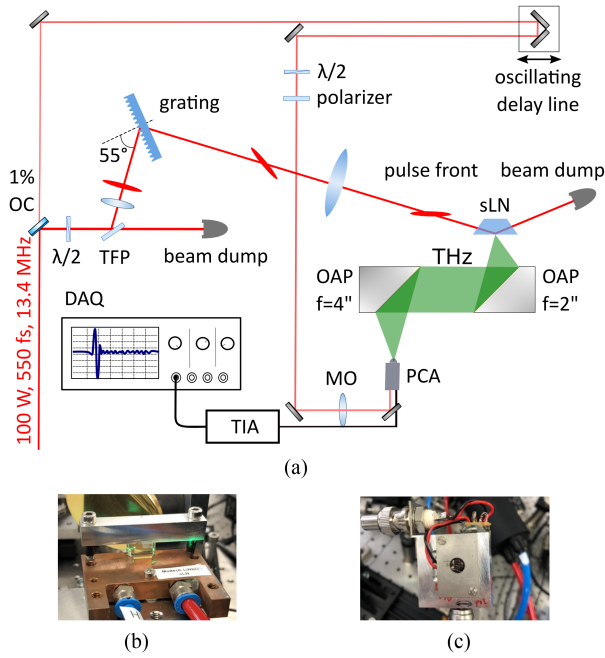 λ/2
polarizer
oscillating
delay line
grating
55°
1%
OC
λ/2
TFP
beam dump
pulse front
beam dump
sLN
THz
OAP
f=4"
OAP
f=2"
100 W, 550 fs, 13.4 MHz
DAQ
MO
PCA
TIA
(a)
(b)
(c)